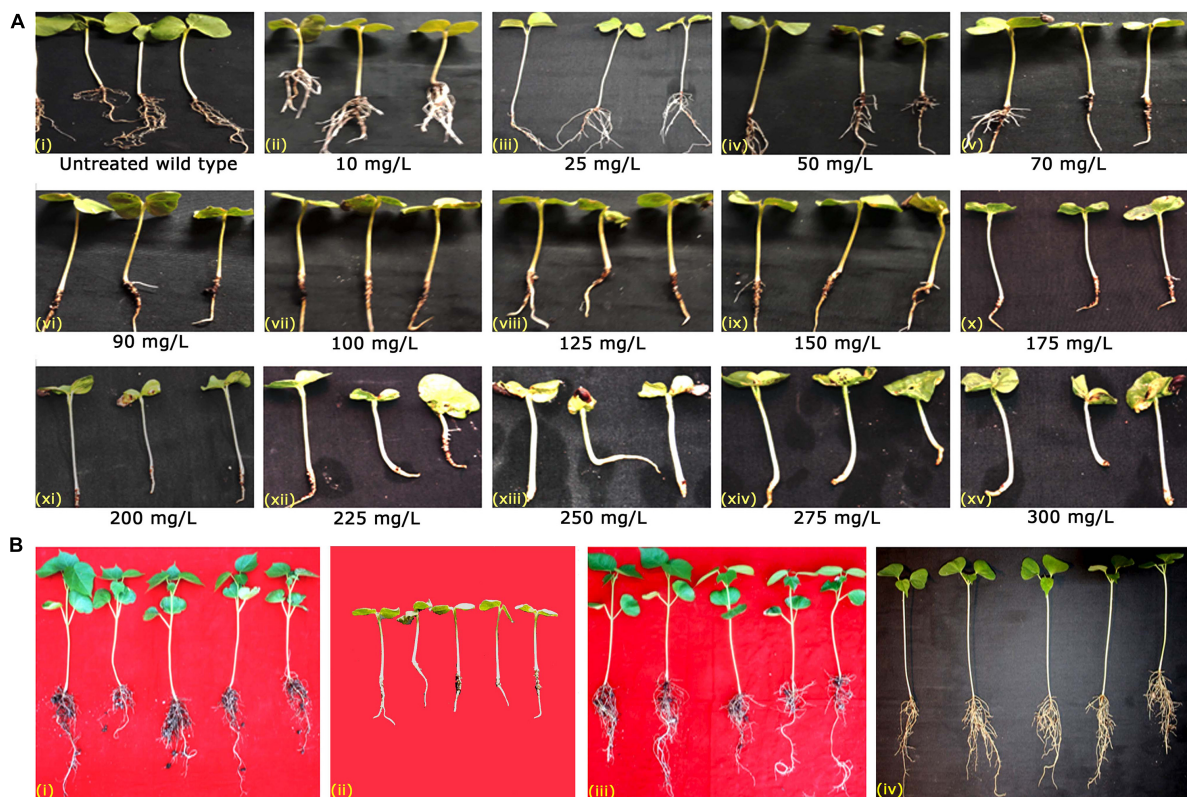 A
(i) (ii) (iii) (iv) (v)
Untreated wild type 10 mg/L 25 mg/L 50 mg/L 70 mg/L
(vi) (vii) (viii) (ix) (x)
90 mg/L 100 mg/L 125 mg/L 150 mg/L 175 mg/L
(xi) (xii) (xiii) (xiv) (xv)
200 mg/L 225 mg/L 250 mg/L 275 mg/L 300 mg/L
B
(i) (ii) (iii) (iv)